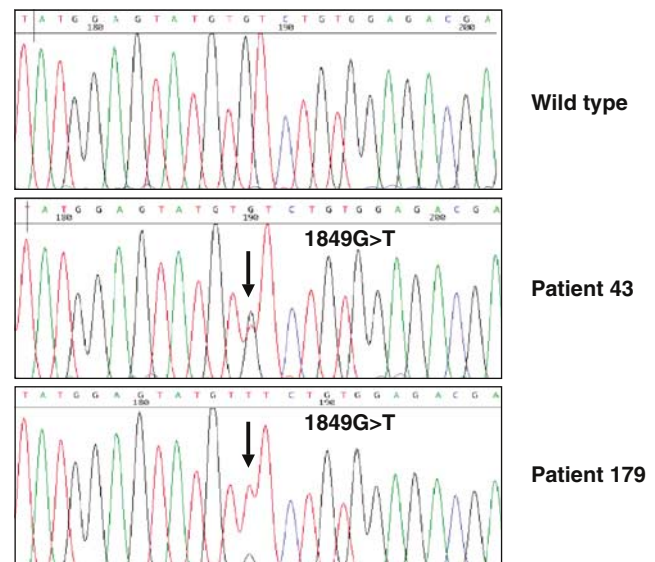 T A T G G A G T A T G T G T C T G T G G A G A C G A
180 190 200
Wild type
T A T G G A G T A T G T G T C T G T G G A G A C G A
180 190 200
1849G>T
Patient 43
T A T G G A G T A T G T T T C T G T G G A G A C G A
180 190
1849G>T
Patient 179